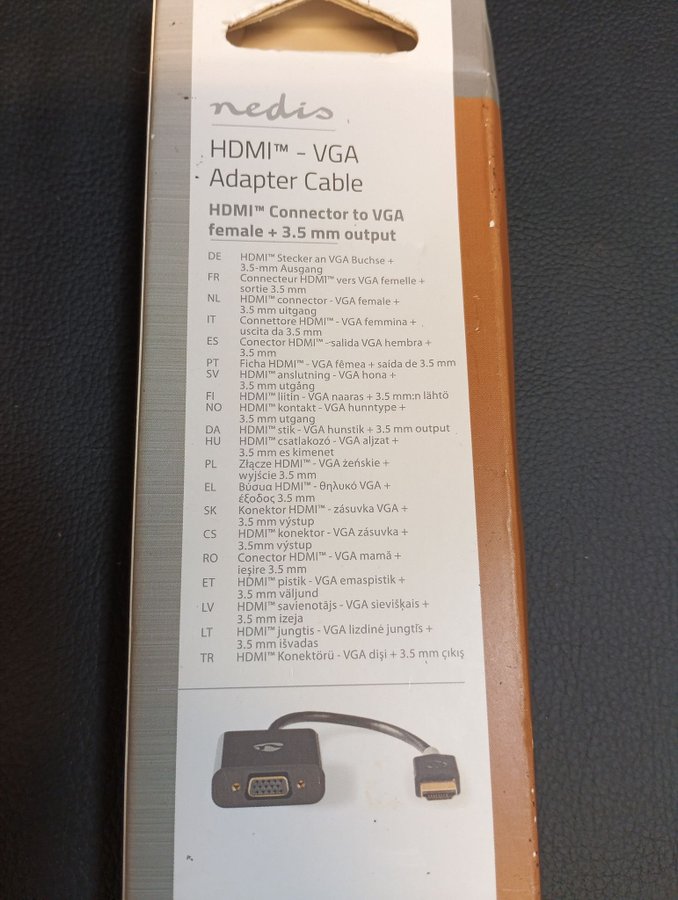 nedis
HDMI™ - VGA
Adapter Cable
HDMI™ Connector to VGA
female + 3.5 mm output
DE HDMI™ Stecker an VGA Buchse +
3.5-mm Ausgang
FR Connecteur HDMI™ vers VGA femelle +
sortie 3.5 mm
NL HDMI™ connector - VGA female +
3.5 mm uitgang
IT Connettore HDMI™ - VGA femmina +
uscita da 3.5 mm
ES Conector HDMI™ - salida VGA hembra +
3.5 mm
PT Ficha HDMI™ - VGA fêmea + saída de 3.5 mm
SV HDMI™ anslutning - VGA hona +
3.5 mm utgång
FI HDMI™ liitin - VGA naaras + 3.5 mm:n lähtö
NO HDMI™ kontakt - VGA hunntype +
3.5 mm utgang
DA HDMI™ stik - VGA hunstik + 3.5 mm output
HU HDMI™ csatlakozó - VGA aljzat +
3.5 mm es kimenet
PL Złącze HDMI™ - VGA żeńskie +
wyjście 3.5 mm
EL Βύσμα HDMI™ - θηλυκό VGA +
έξοδος 3.5 mm
SK Konektor HDMI™ - zásuvka VGA +
3.5 mm výstup
CS HDMI™ konektor - VGA zásuvka +
3.5mm výstup
RO Conector HDMI™ - VGA mamă +
ieșire 3.5 mm
ET HDMI™ pistik - VGA emaspistik +
3.5 mm väljund
LV HDMI™ savienotājs - VGA sievišķais +
3.5 mm izeja
LT HDMI™ jungtis - VGA lizdinė jungtis +
3.5 mm išvadas
TR HDMI™ Konektörü - VGA dişi + 3.5 mm çıkış